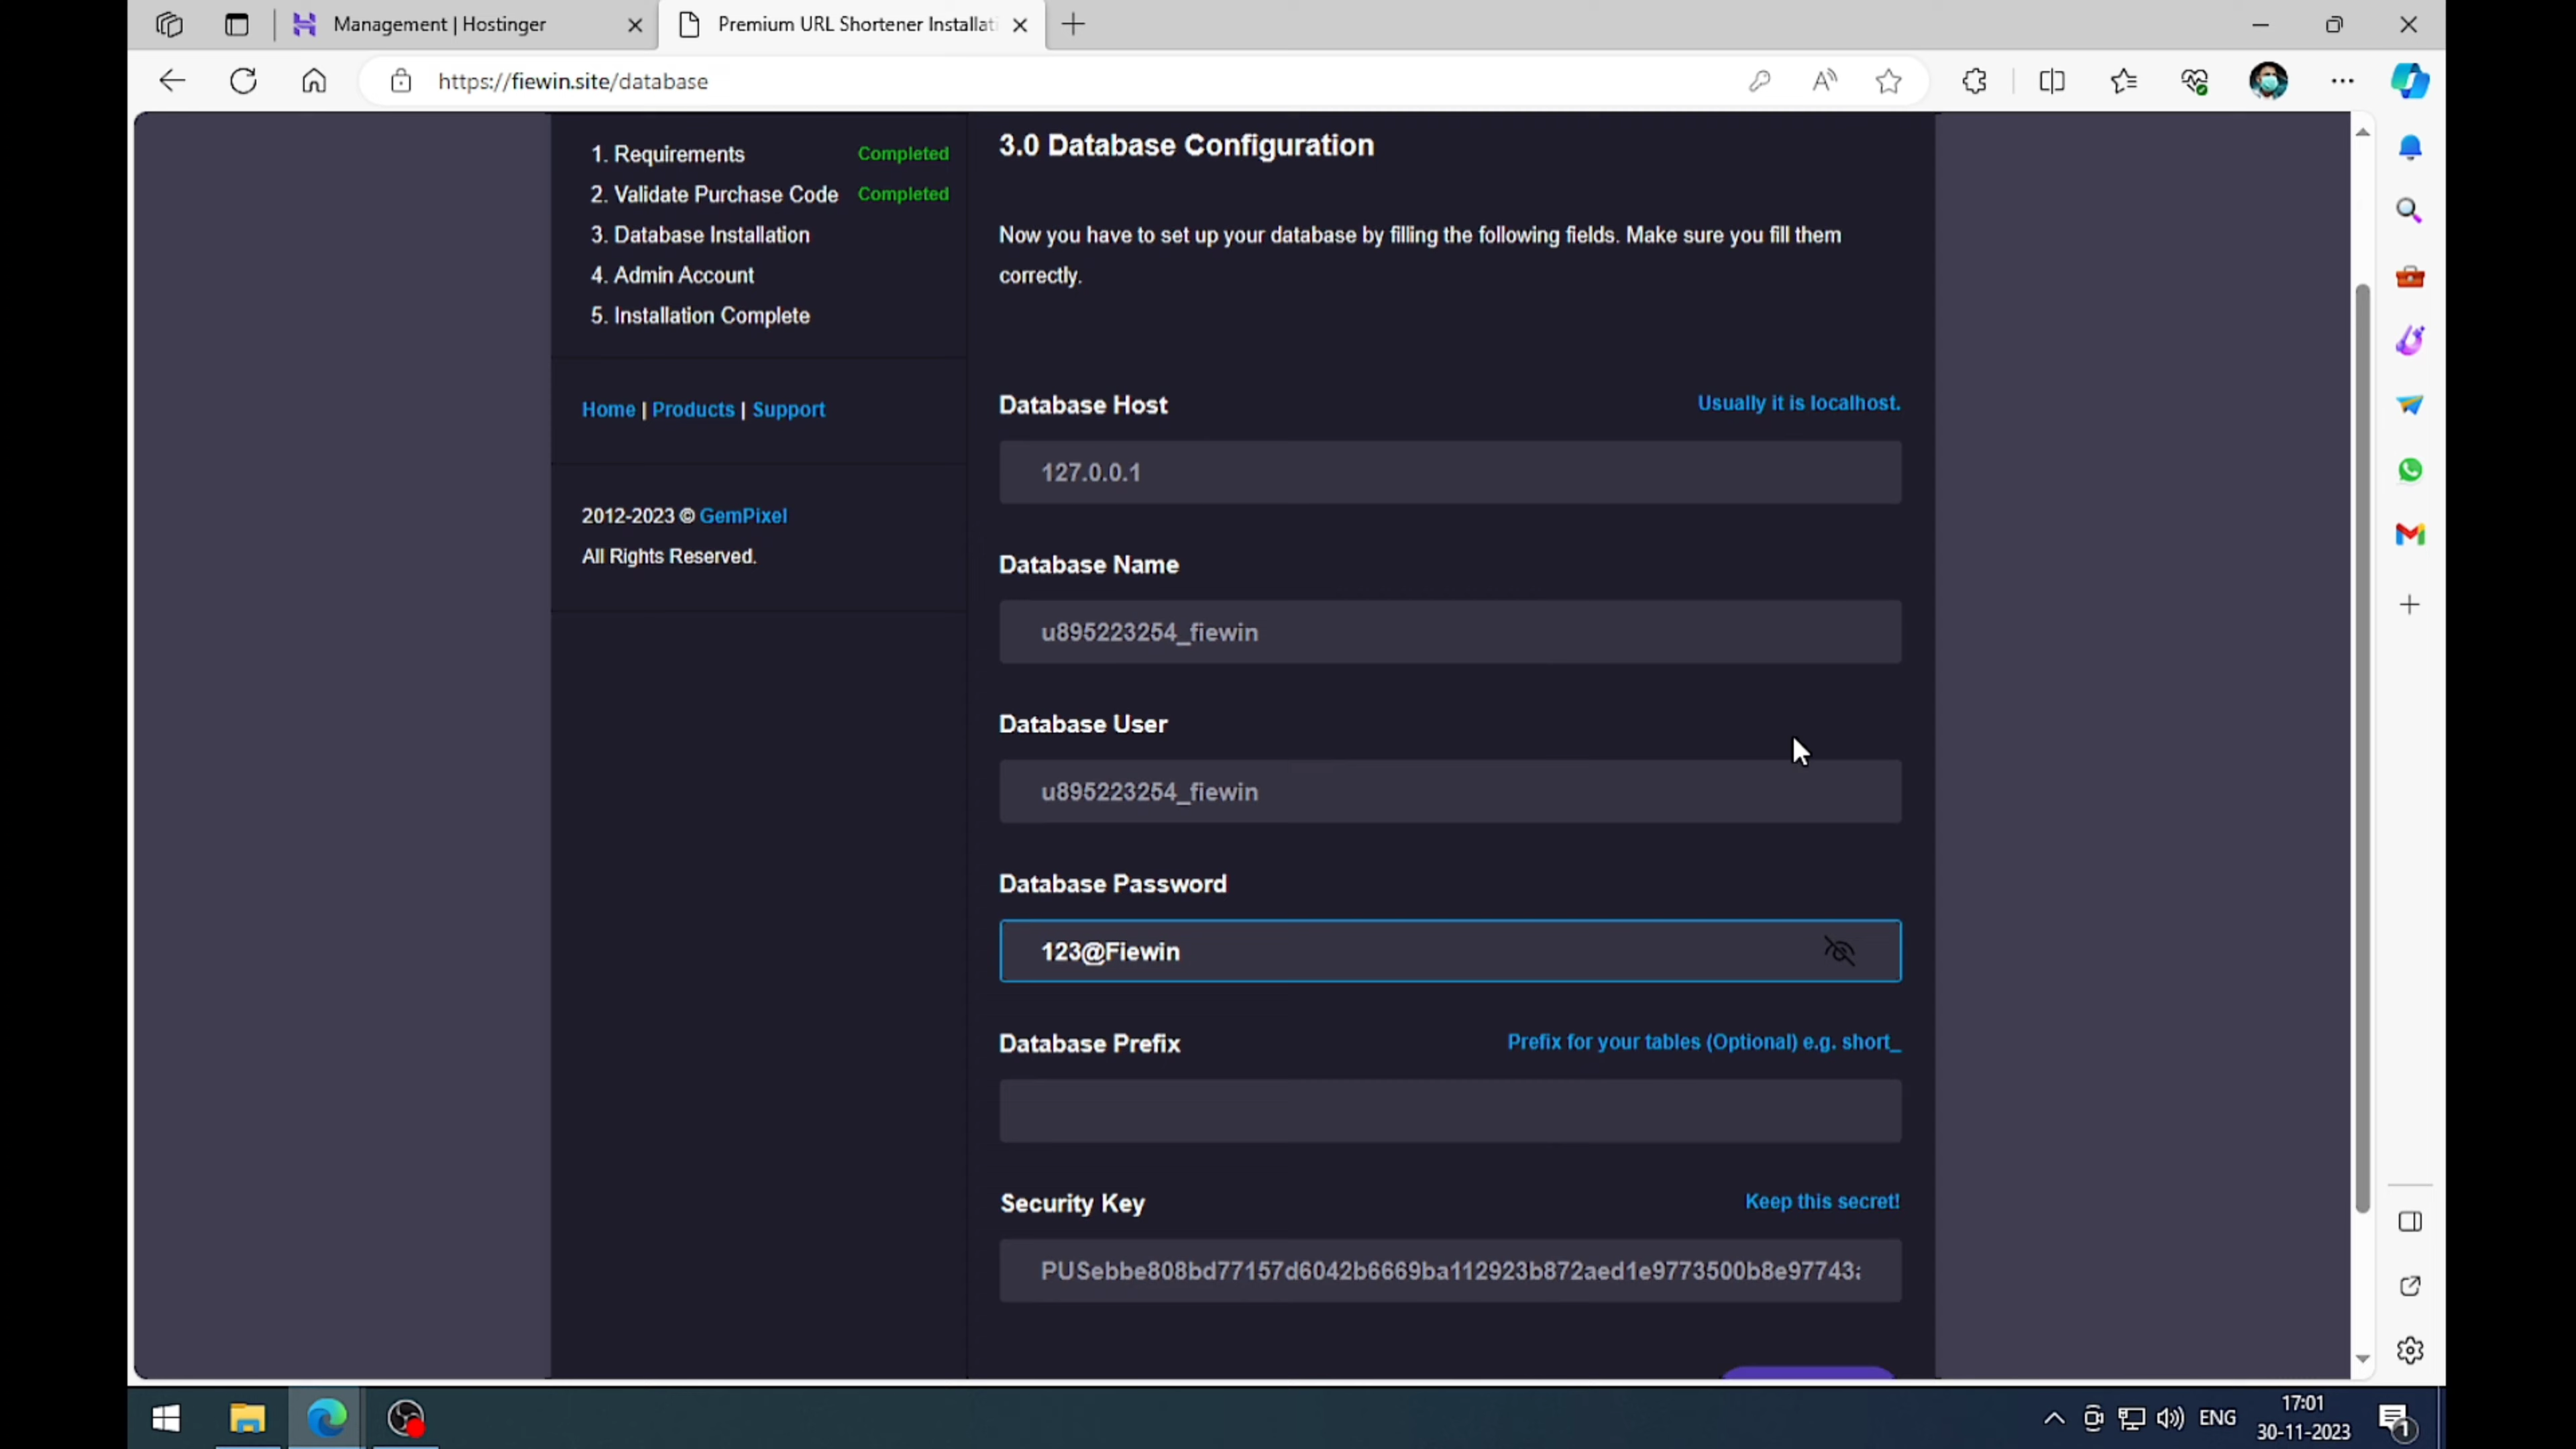 Management | Hostinger
Premium URL Shortener Installati
https://fiewin.site/database
1. Requirements Completed
2. Validate Purchase Code Completed
3. Database Installation
4. Admin Account
5. Installation Complete
Home | Products | Support
2012-2023 © GemPixel
All Rights Reserved.
3.0 Database Configuration
Now you have to set up your database by filling the following fields. Make sure you fill them
correctly.
Database Host Usually it is localhost.
127.0.0.1
Database Name
u895223254_fiewin
Database User
u895223254_fiewin
Database Password
123@Fiewin
Database Prefix Prefix for your tables (Optional) e.g. short_
Security Key Keep this secret!
PUSebbe808bd77157d6042b6669ba112923b872aed1e9773500b8e97743
ENG
17:01
30-11-2023
1